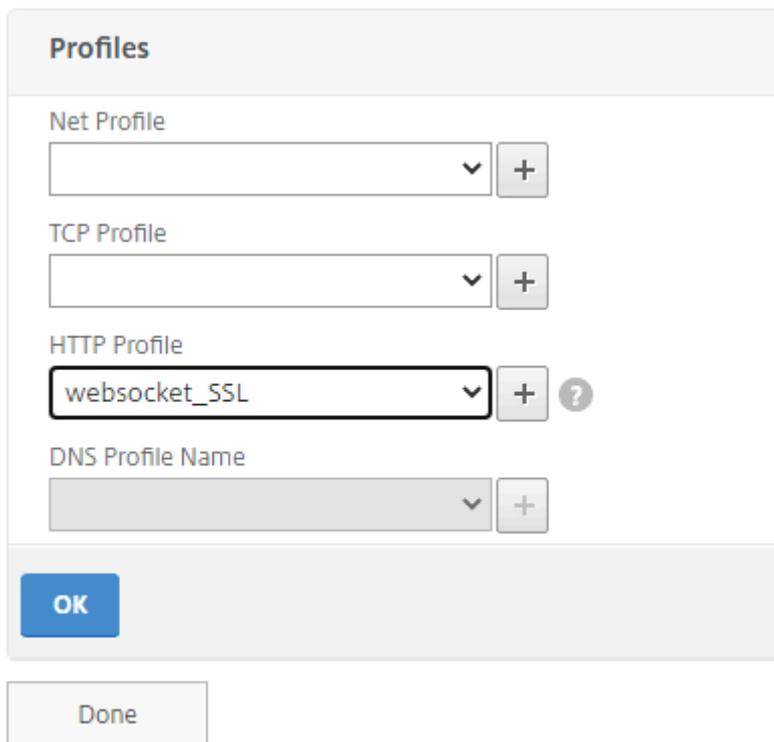 Profiles
Net Profile
+
TCP Profile
+
HTTP Profile
websocket_SSL
+ ?
DNS Profile Name
+
OK
Done